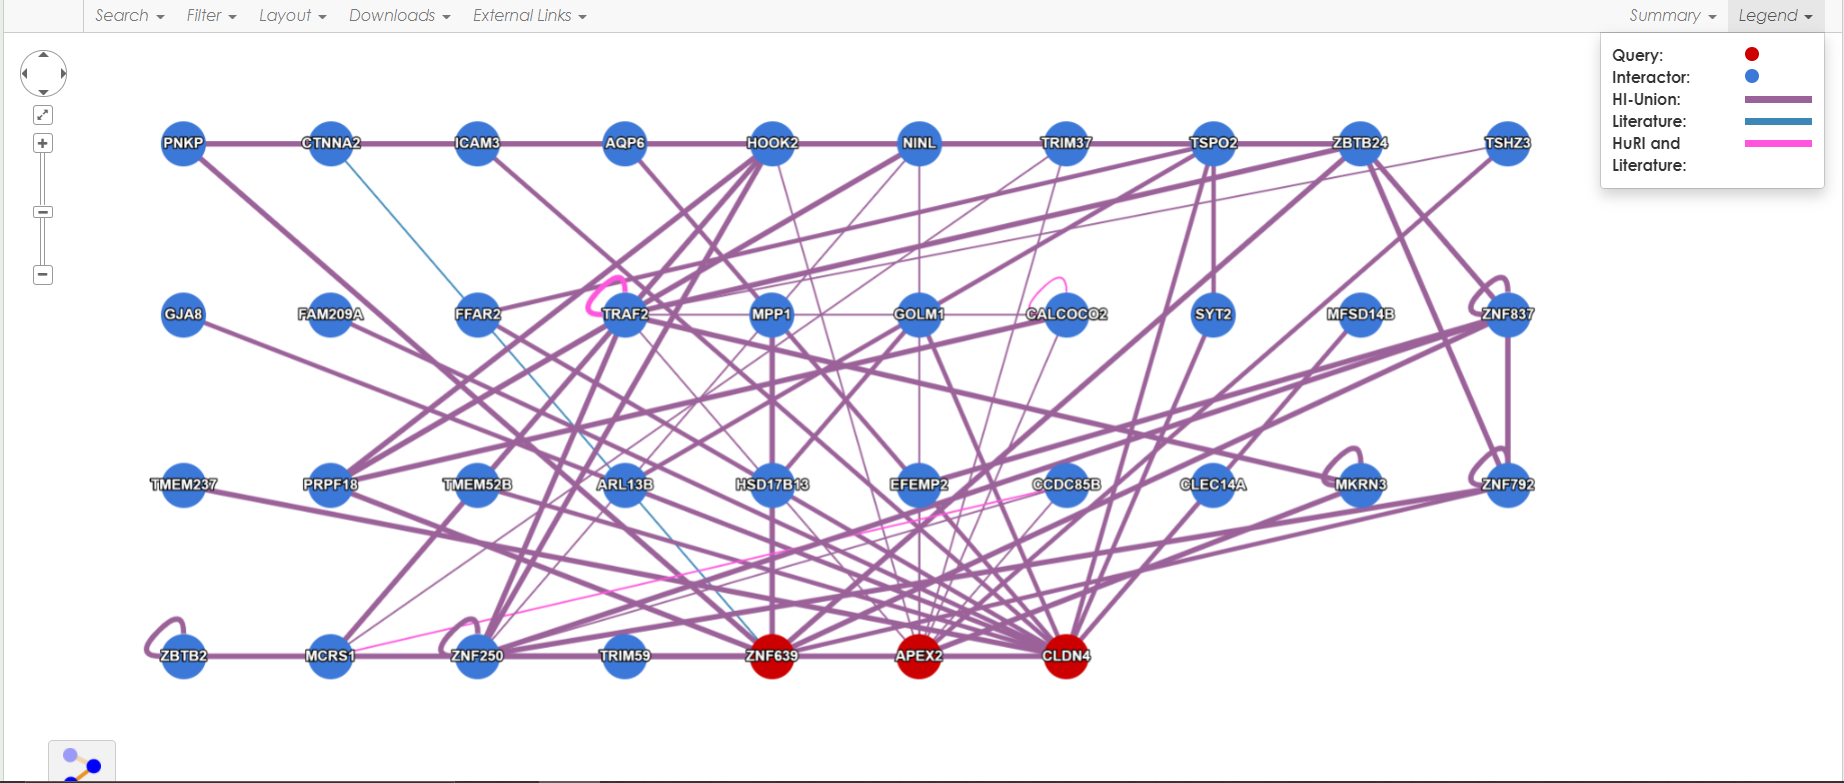 Search Filter Layout Downloads External Links Summary Legend
Query:
Interactor:
HI-Union:
Literature:
HuRI and
Literature:
PNKP CTNNA2 ICAM3 AQP6 HOOK2 NINL TRIM37 TSPO2 ZBTB24 TSHZ3
GJA8 FAM209A FFAR2 TRAF2 MPP1 GOLM1 CALCOCO2 SYT2 MFSD14B ZNF837
TMEM237 PRPF18 TMEM52B ARL13B HSD17B13 EFEMP2 CCDC85B CLEC14A MKRN3 ZNF792
ZBTB2 MCRS1 ZNF250 TRIM59 ZNF639 APEX2 CLDN4